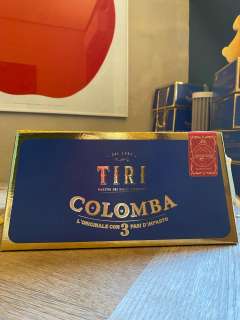 TIRI
COLOMBA
L'ORIGINALE CON 3 FASI D'IMPASTO